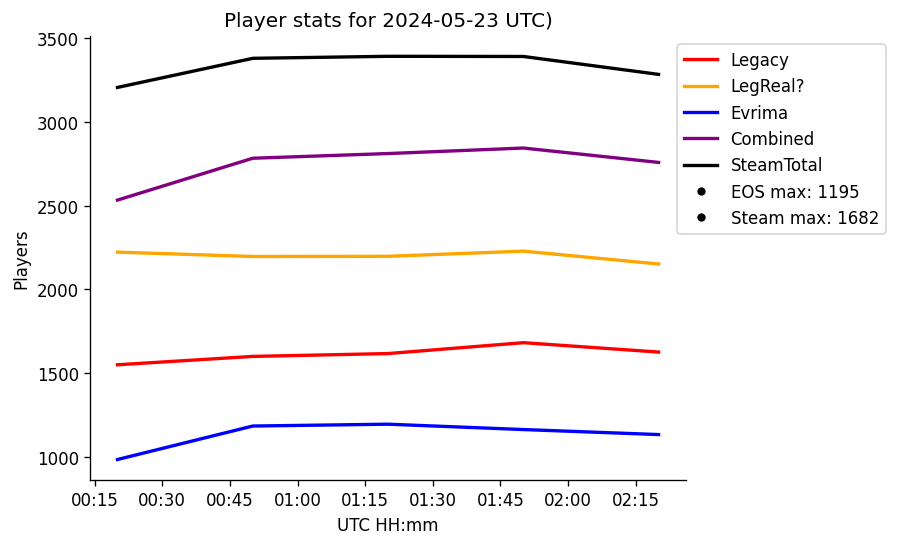 Player stats for 2024-05-23 UTC)
3500
3000
2500
2000
1500
1000
Players
00:15 00:30 00:45 01:00 01:15 01:30 01:45 02:00 02:15
UTC HH:mm
Legacy
LegReal?
Evrima
Combined
SteamTotal
EOS max: 1195
Steam max: 1682